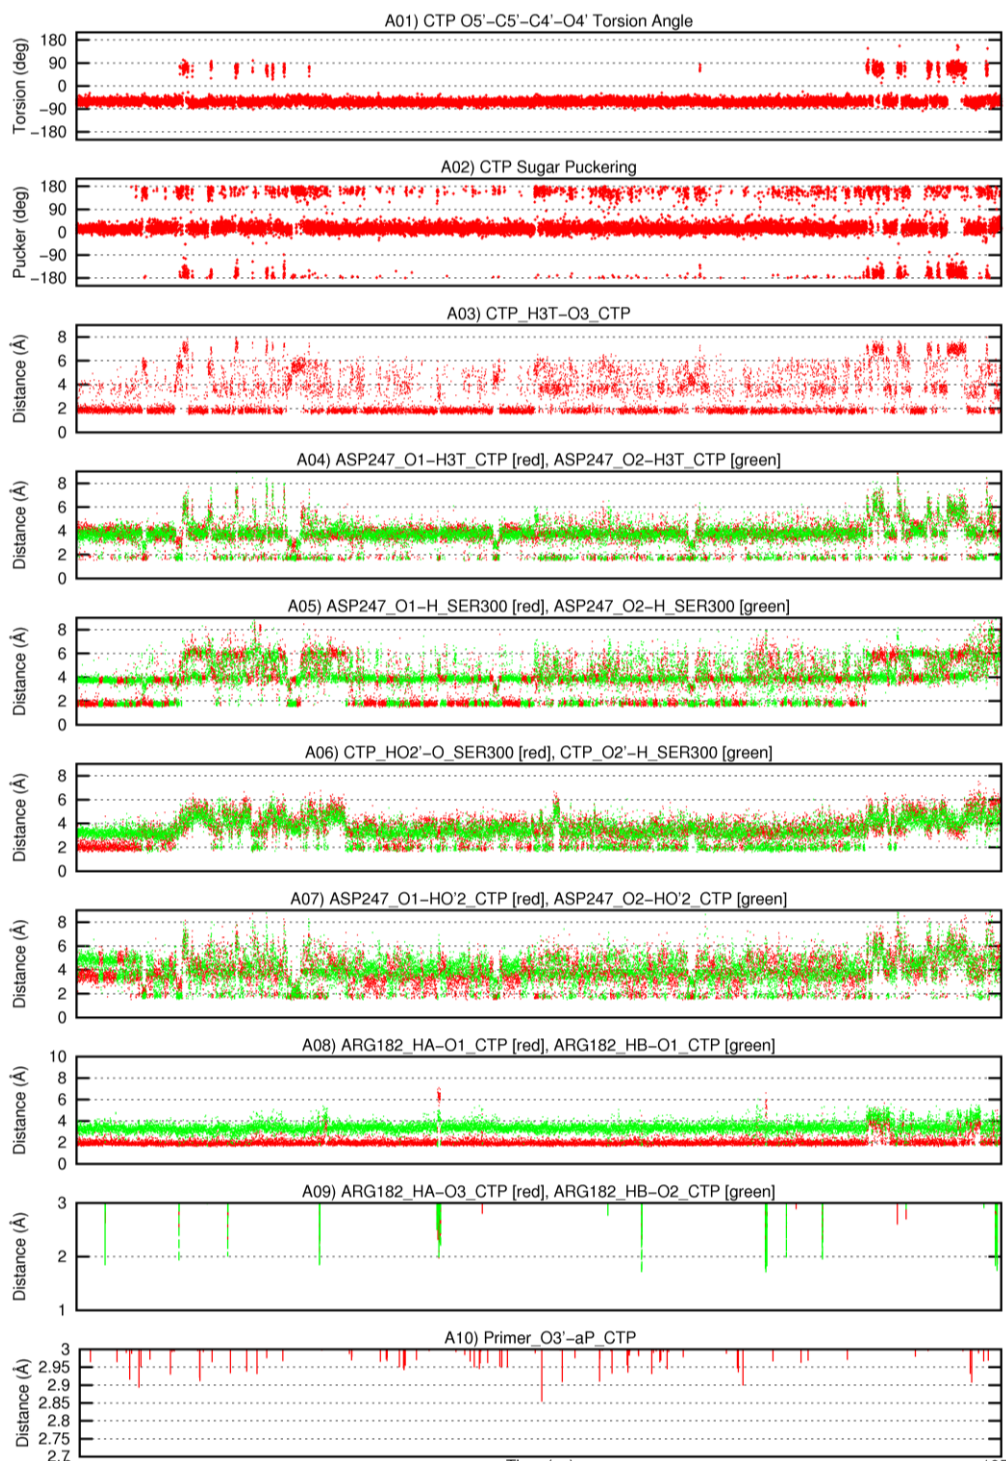 A01) CTP O5'-C5'-C4'-O4' Torsion Angle
Torsion (deg)
180
90
0
-90
-180
A02) CTP Sugar Puckering
Pucker (deg)
180
90
0
-90
-180
A03) CTP_H3T-O3_CTP
Distance (Å)
8
6
4
2
0
A04) ASP247_O1-H3T_CTP [red], ASP247_O2-H3T_CTP [green]
Distance (Å)
8
6
4
2
0
A05) ASP247_O1-H_SER300 [red], ASP247_O2-H_SER300 [green]
Distance (Å)
8
6
4
2
0
A06) CTP_HO2'-O_SER300 [red], CTP_O2'-H_SER300 [green]
Distance (Å)
8
6
4
2
0
A07) ASP247_O1-HO'2_CTP [red], ASP247_O2-HO'2_CTP [green]
Distance (Å)
8
6
4
2
0
A08) ARG182_HA-O1_CTP [red], ARG182_HB-O1_CTP [green]
Distance (Å)
10
8
6
4
2
0
A09) ARG182_HA-O3_CTP [red], ARG182_HB-O2_CTP [green]
Distance (Å)
3
2
1
A10) Primer_O3'-aP_CTP
Distance (Å)
3
2.95
2.9
2.85
2.8
2.75
2.7